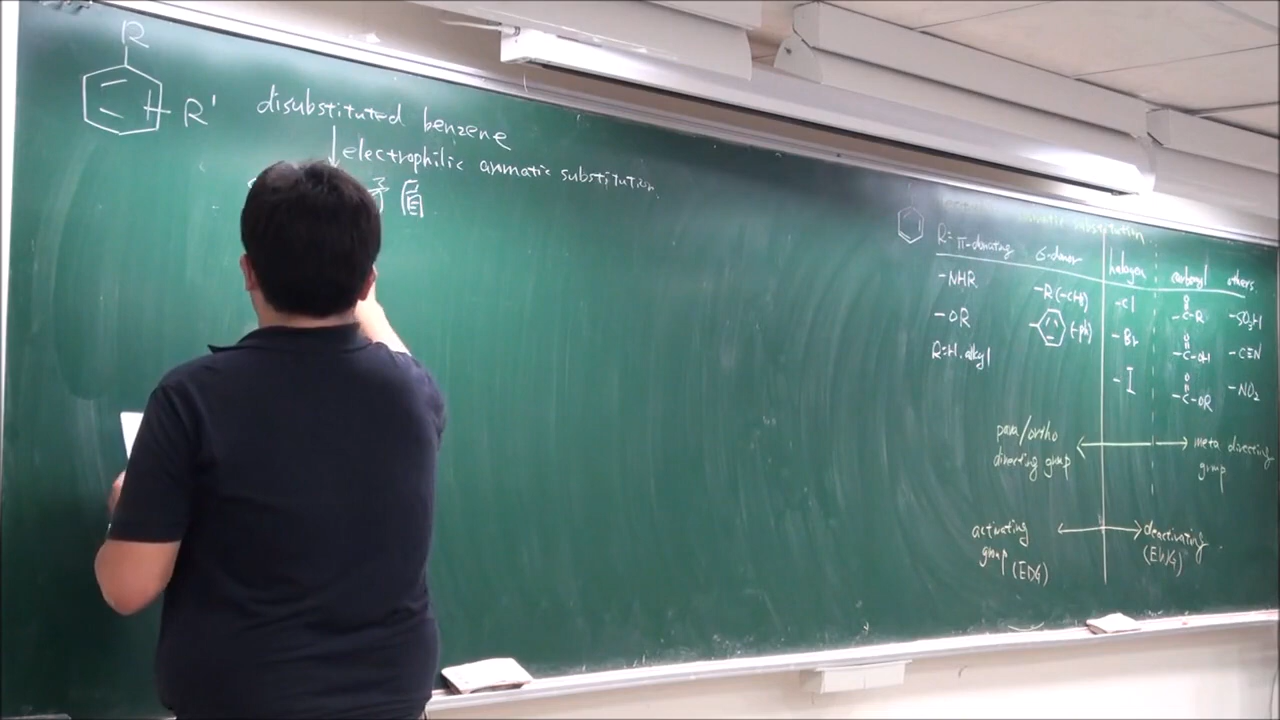 R
R'
disubstituted benzene
electrophilic aromatic substitution
矛盾
R= π-donating σ-donor halogen carbonyl others
-NHR -R(-CH3) -Cl -C-R -SO3H
O
-OR (-ph) -Br -C-OH -C≡N
O
R=H, alkyl -I -C-OR -NO2
O
para/ortho meta directing
directing group group
activating deactivating
group (EDG) (EWG)